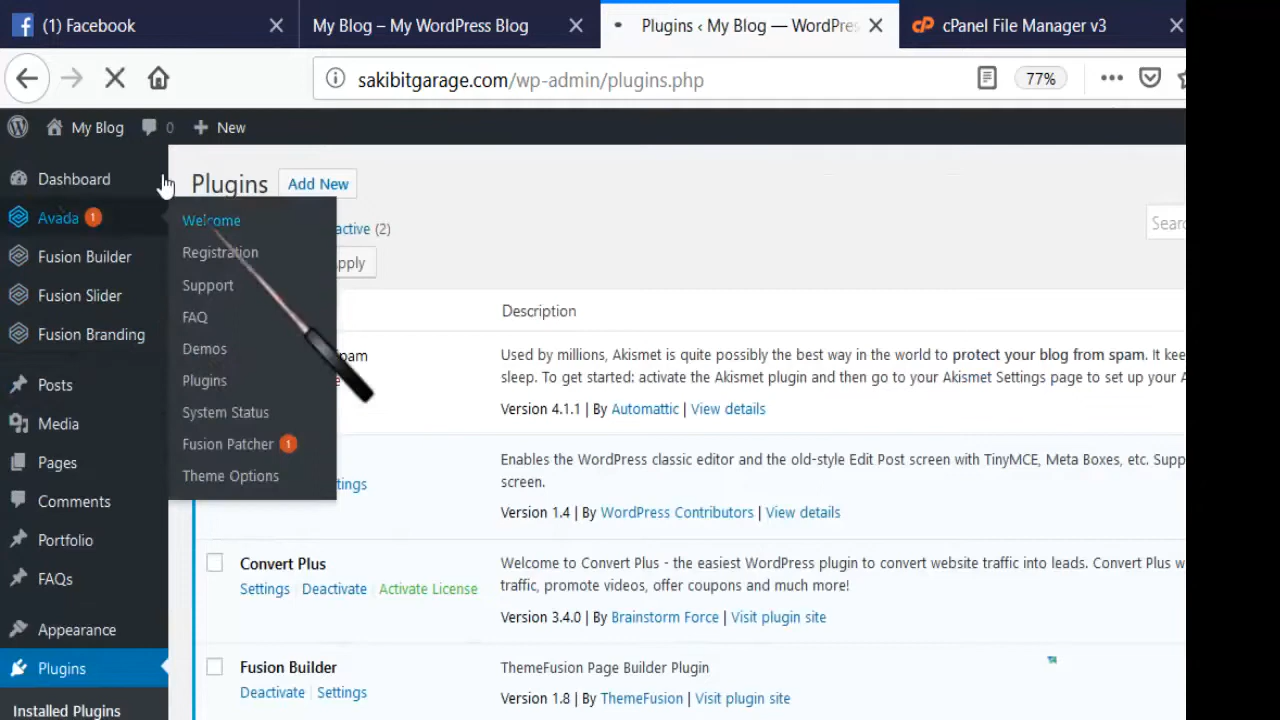 (1) Facebook
My Blog – My WordPress Blog
Plugins ‹ My Blog — WordPres
cPanel File Manager v3
sakibitgarage.com/wp-admin/plugins.php
77%
My Blog
0
New
Dashboard
Avada 1
Fusion Builder
Fusion Slider
Fusion Branding
Posts
Media
Pages
Comments
Portfolio
FAQs
Appearance
Plugins
Installed Plugins
Welcome
Registration
Support
FAQ
Demos
Plugins
System Status
Fusion Patcher 1
Theme Options
Plugins
Add New
active (2)
Sear
pply
Description
pam
Used by millions, Akismet is quite possibly the best way in the world to protect your blog from spam. It kee
sleep. To get started: activate the Akismet plugin and then go to your Akismet Settings page to set up your A
Version 4.1.1 | By Automattic | View details
Enables the WordPress classic editor and the old-style Edit Post screen with TinyMCE, Meta Boxes, etc. Supp
screen.
tings
Version 1.4 | By WordPress Contributors | View details
Convert Plus
Settings | Deactivate | Activate License
Welcome to Convert Plus - the easiest WordPress plugin to convert website traffic into leads. Convert Plus w
traffic, promote videos, offer coupons and much more!
Version 3.4.0 | By Brainstorm Force | Visit plugin site
Fusion Builder
Deactivate | Settings
ThemeFusion Page Builder Plugin
Version 1.8 | By ThemeFusion | Visit plugin site